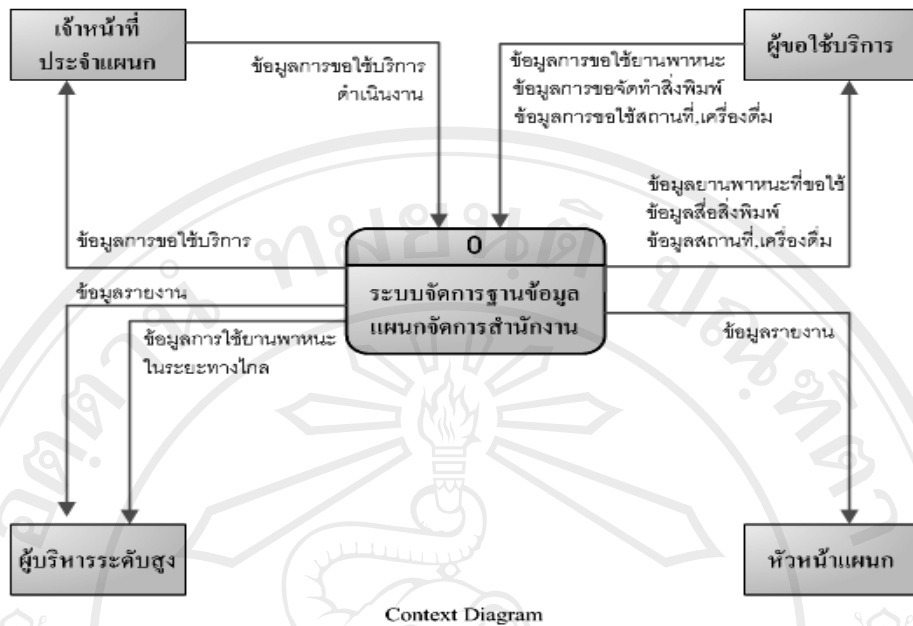 เจ้าหน้าที่
ประจำแผนก
ผู้ขอใช้บริการ
ข้อมูลการขอใช้บริการ
ดำเนินงาน
ข้อมูลการขอใช้ยานพาหนะ
ข้อมูลการขอจัดทำสิ่งพิมพ์
ข้อมูลการขอใช้สถานที่,เครื่องดื่ม
ข้อมูลยานพาหนะที่ขอใช้
ข้อมูลสื่อสิ่งพิมพ์
ข้อมูลสถานที่,เครื่องดื่ม
ข้อมูลการขอใช้บริการ
0
ระบบจัดการฐานข้อมูล
แผนกจัดการสำนักงาน
ข้อมูลรายงาน
ข้อมูลการใช้ยานพาหนะ
ในระยะทางไกล
ข้อมูลรายงาน
ผู้บริหารระดับสูง
หัวหน้าแผนก
Context Diagram